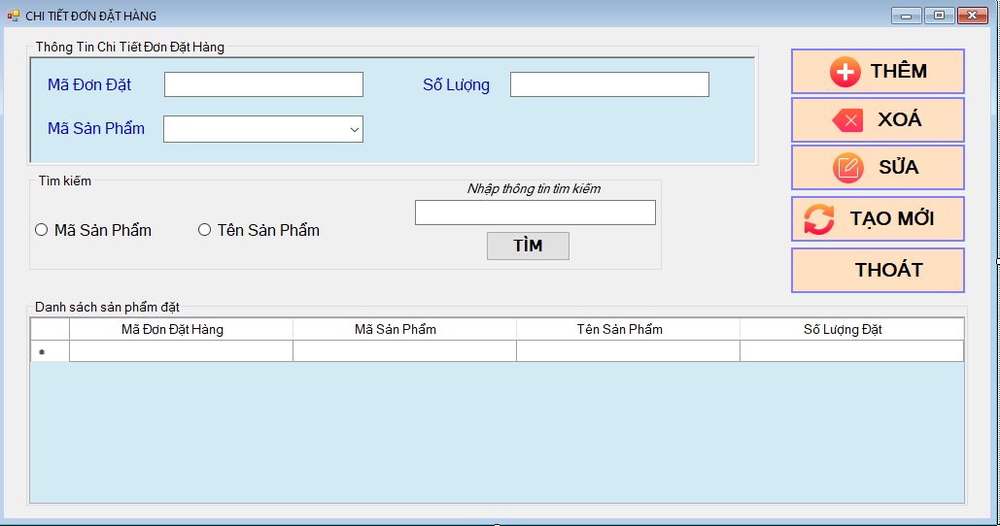 CHI TIẾT ĐƠN ĐẶT HÀNG
Thông Tin Chi Tiết Đơn Đặt Hàng
Mã Đơn Đặt
Số Lượng
Mã Sản Phẩm
THÊM
XOÁ
SỬA
TẠO MỚI
THOÁT
Tìm kiếm
Nhập thông tin tìm kiếm
Mã Sản Phẩm
Tên Sản Phẩm
TÌM
Danh sách sản phẩm đặt
Mã Đơn Đặt Hàng Mã Sản Phẩm Tên Sản Phẩm Số Lượng Đặt
*